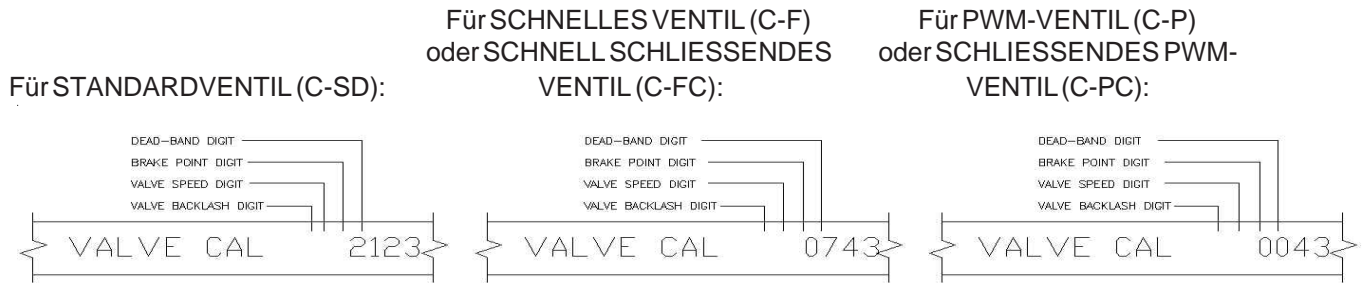 Für STANDARDVENTIL (C-SD):
DEAD-BAND DIGIT
BRAKE POINT DIGIT
VALVE SPEED DIGIT
VALVE BACKLASH DIGIT
VALVE CAL 2123
Für SCHNELLES VENTIL (C-F)
oder SCHNELL SCHLIESSENDES
VENTIL (C-FC):
DEAD-BAND DIGIT
BRAKE POINT DIGIT
VALVE SPEED DIGIT
VALVE BACKLASH DIGIT
VALVE CAL 0743
Für PWM-VENTIL (C-P)
oder SCHLIESSENDES PWM-
VENTIL (C-PC):
DEAD-BAND DIGIT
BRAKE POINT DIGIT
VALVE SPEED DIGIT
VALVE BACKLASH DIGIT
VALVE CAL 0043